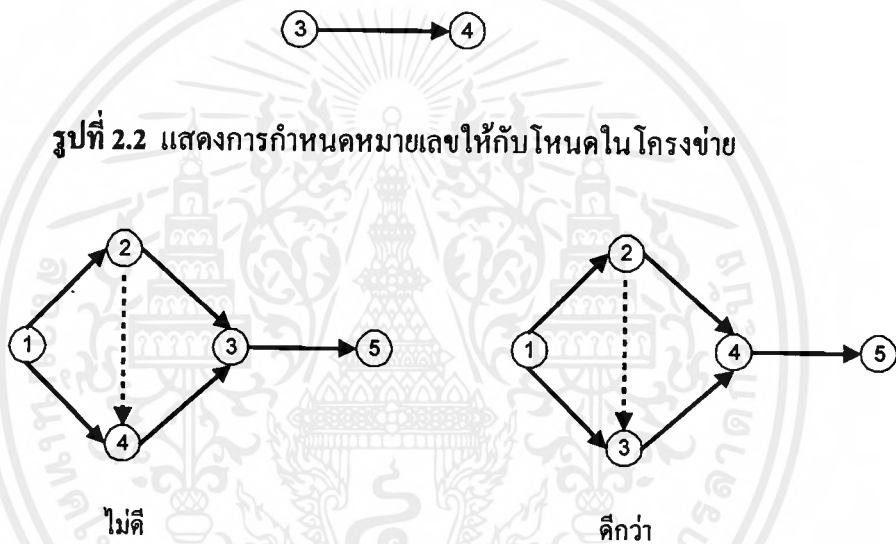 3 4
รูปที่ 2.2 แสดงการกำหนดหมายเลขให้กับโหนดในโครงข่าย
2 2
1 3 5 1 4 5
4 3
ไม่ดี ดีกว่า